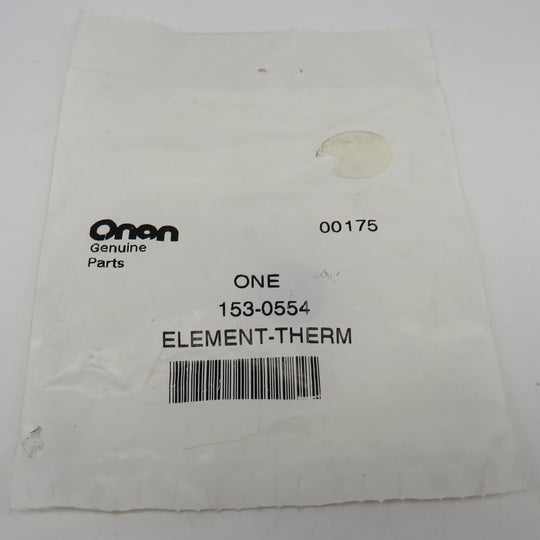 Onan
00175
Genuine
Parts
ONE
153-0554
ELEMENT-THERM